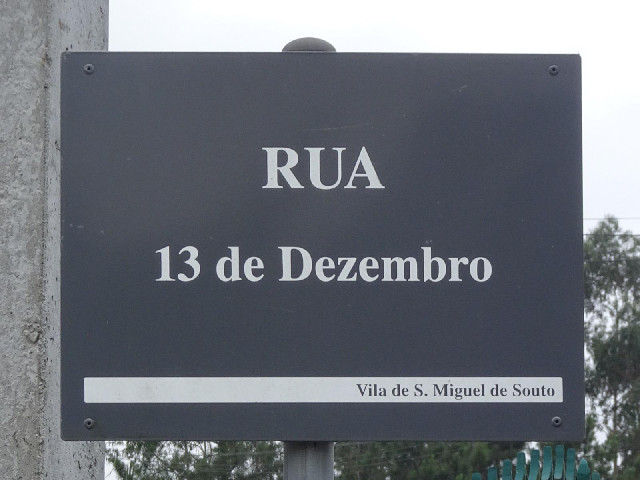 RUA
13 de Dezembro
Vila de S. Miguel de Souto